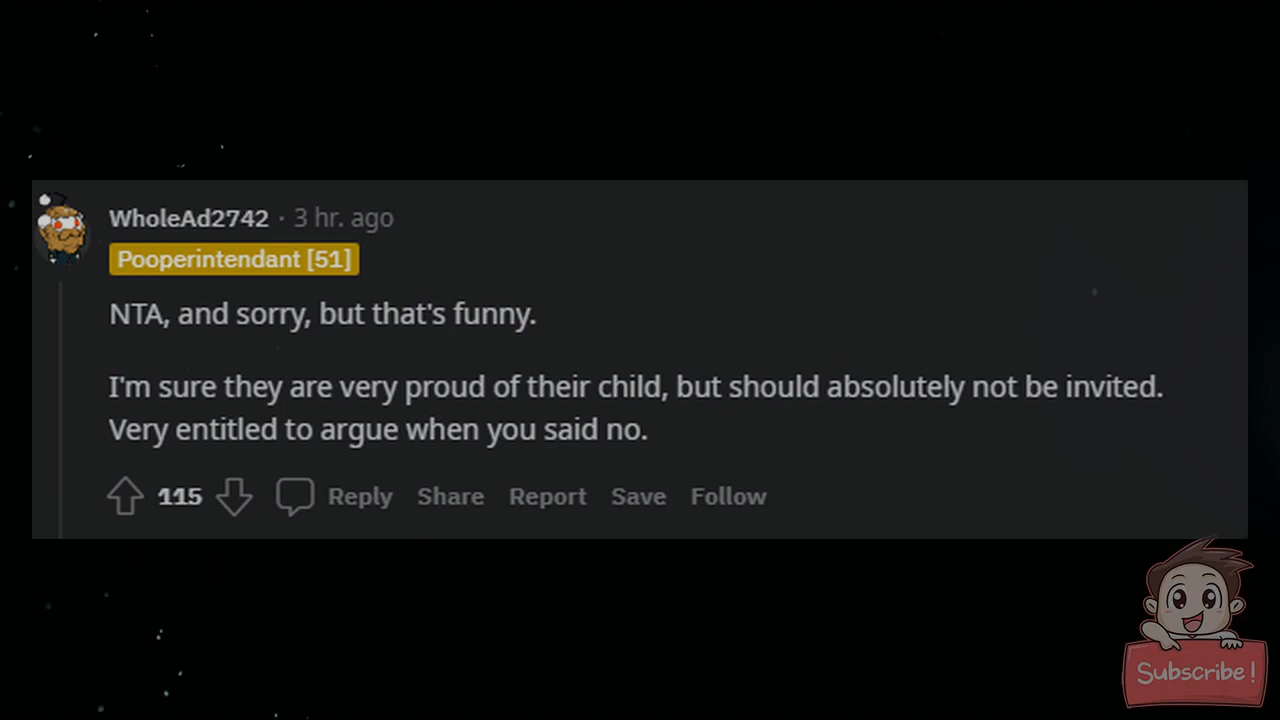 WholeAd2742 · 3 hr. ago
Pooperintendant [51]
NTA, and sorry, but that's funny.
I'm sure they are very proud of their child, but should absolutely not be invited.
Very entitled to argue when you said no.
115 Reply Share Report Save Follow
Subscribe!